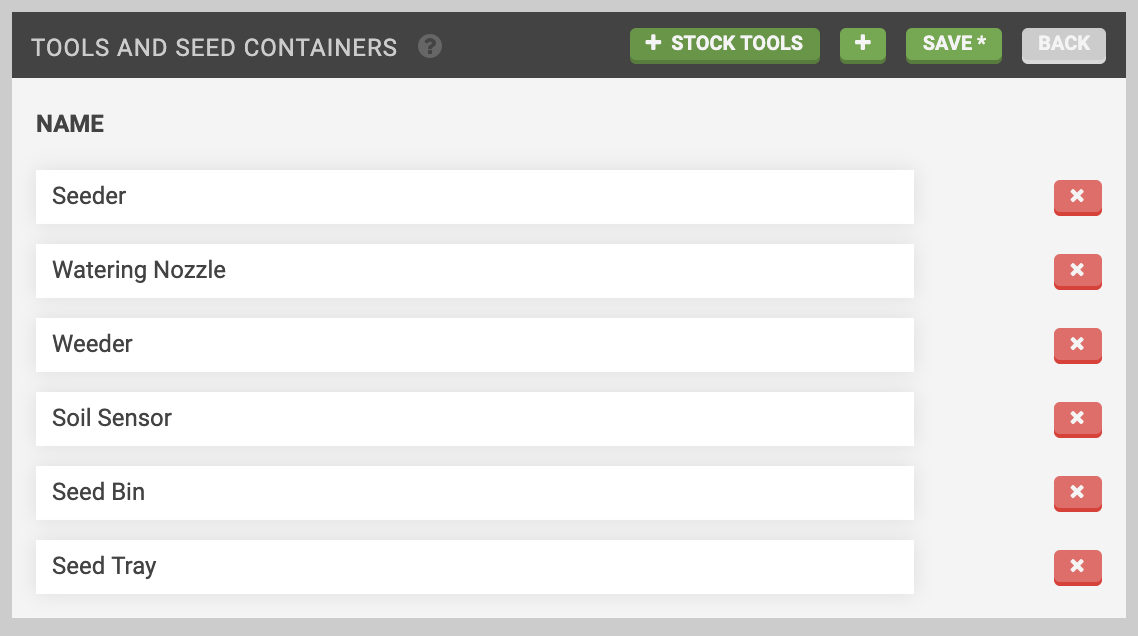 TOOLS AND SEED CONTAINERS ? + STOCK TOOLS + SAVE * BACK
NAME
Seeder
Watering Nozzle
Weeder
Soil Sensor
Seed Bin
Seed Tray